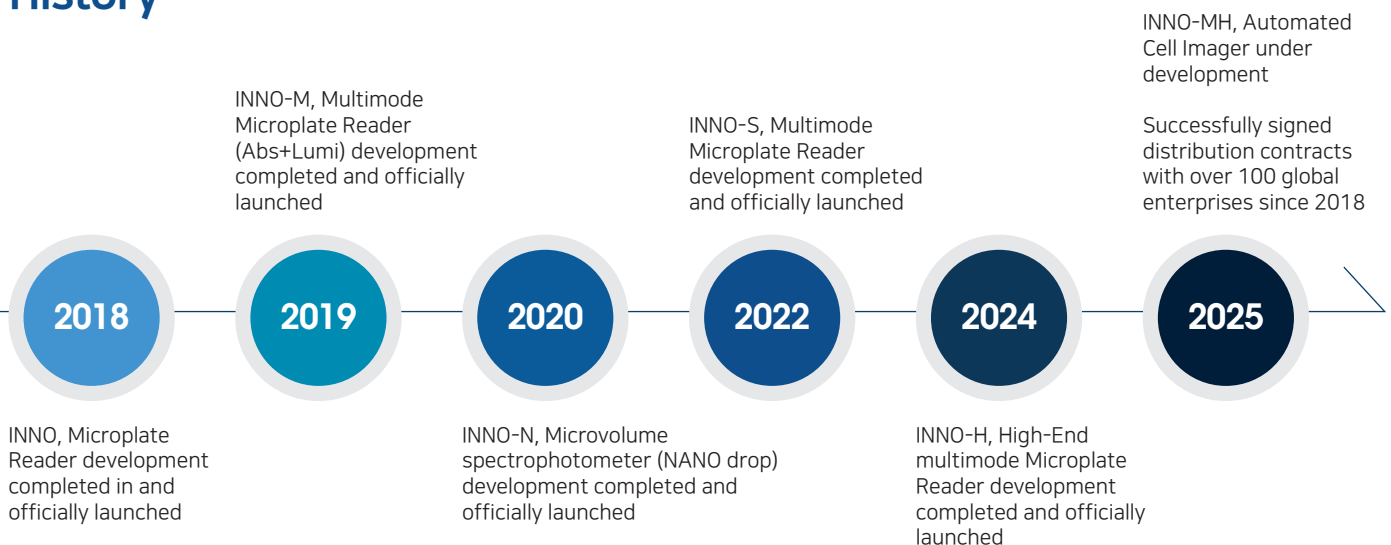 History
INNO-MH, Automated
Cell Imager under
development
Successfully signed
distribution contracts
with over 100 global
enterprises since 2018
INNO-M, Multimode
Microplate Reader
(Abs+Lumi) development
completed and officially
launched
INNO-S, Multimode
Microplate Reader
development completed
and officially launched
2018
2019
2020
2022
2024
2025
INNO, Microplate
Reader development
completed in and
officially launched
INNO-N, Microvolume
spectrophotometer (NANO drop)
development completed and
officially launched
INNO-H, High-End
multimode Microplate
Reader development
completed and officially
launched